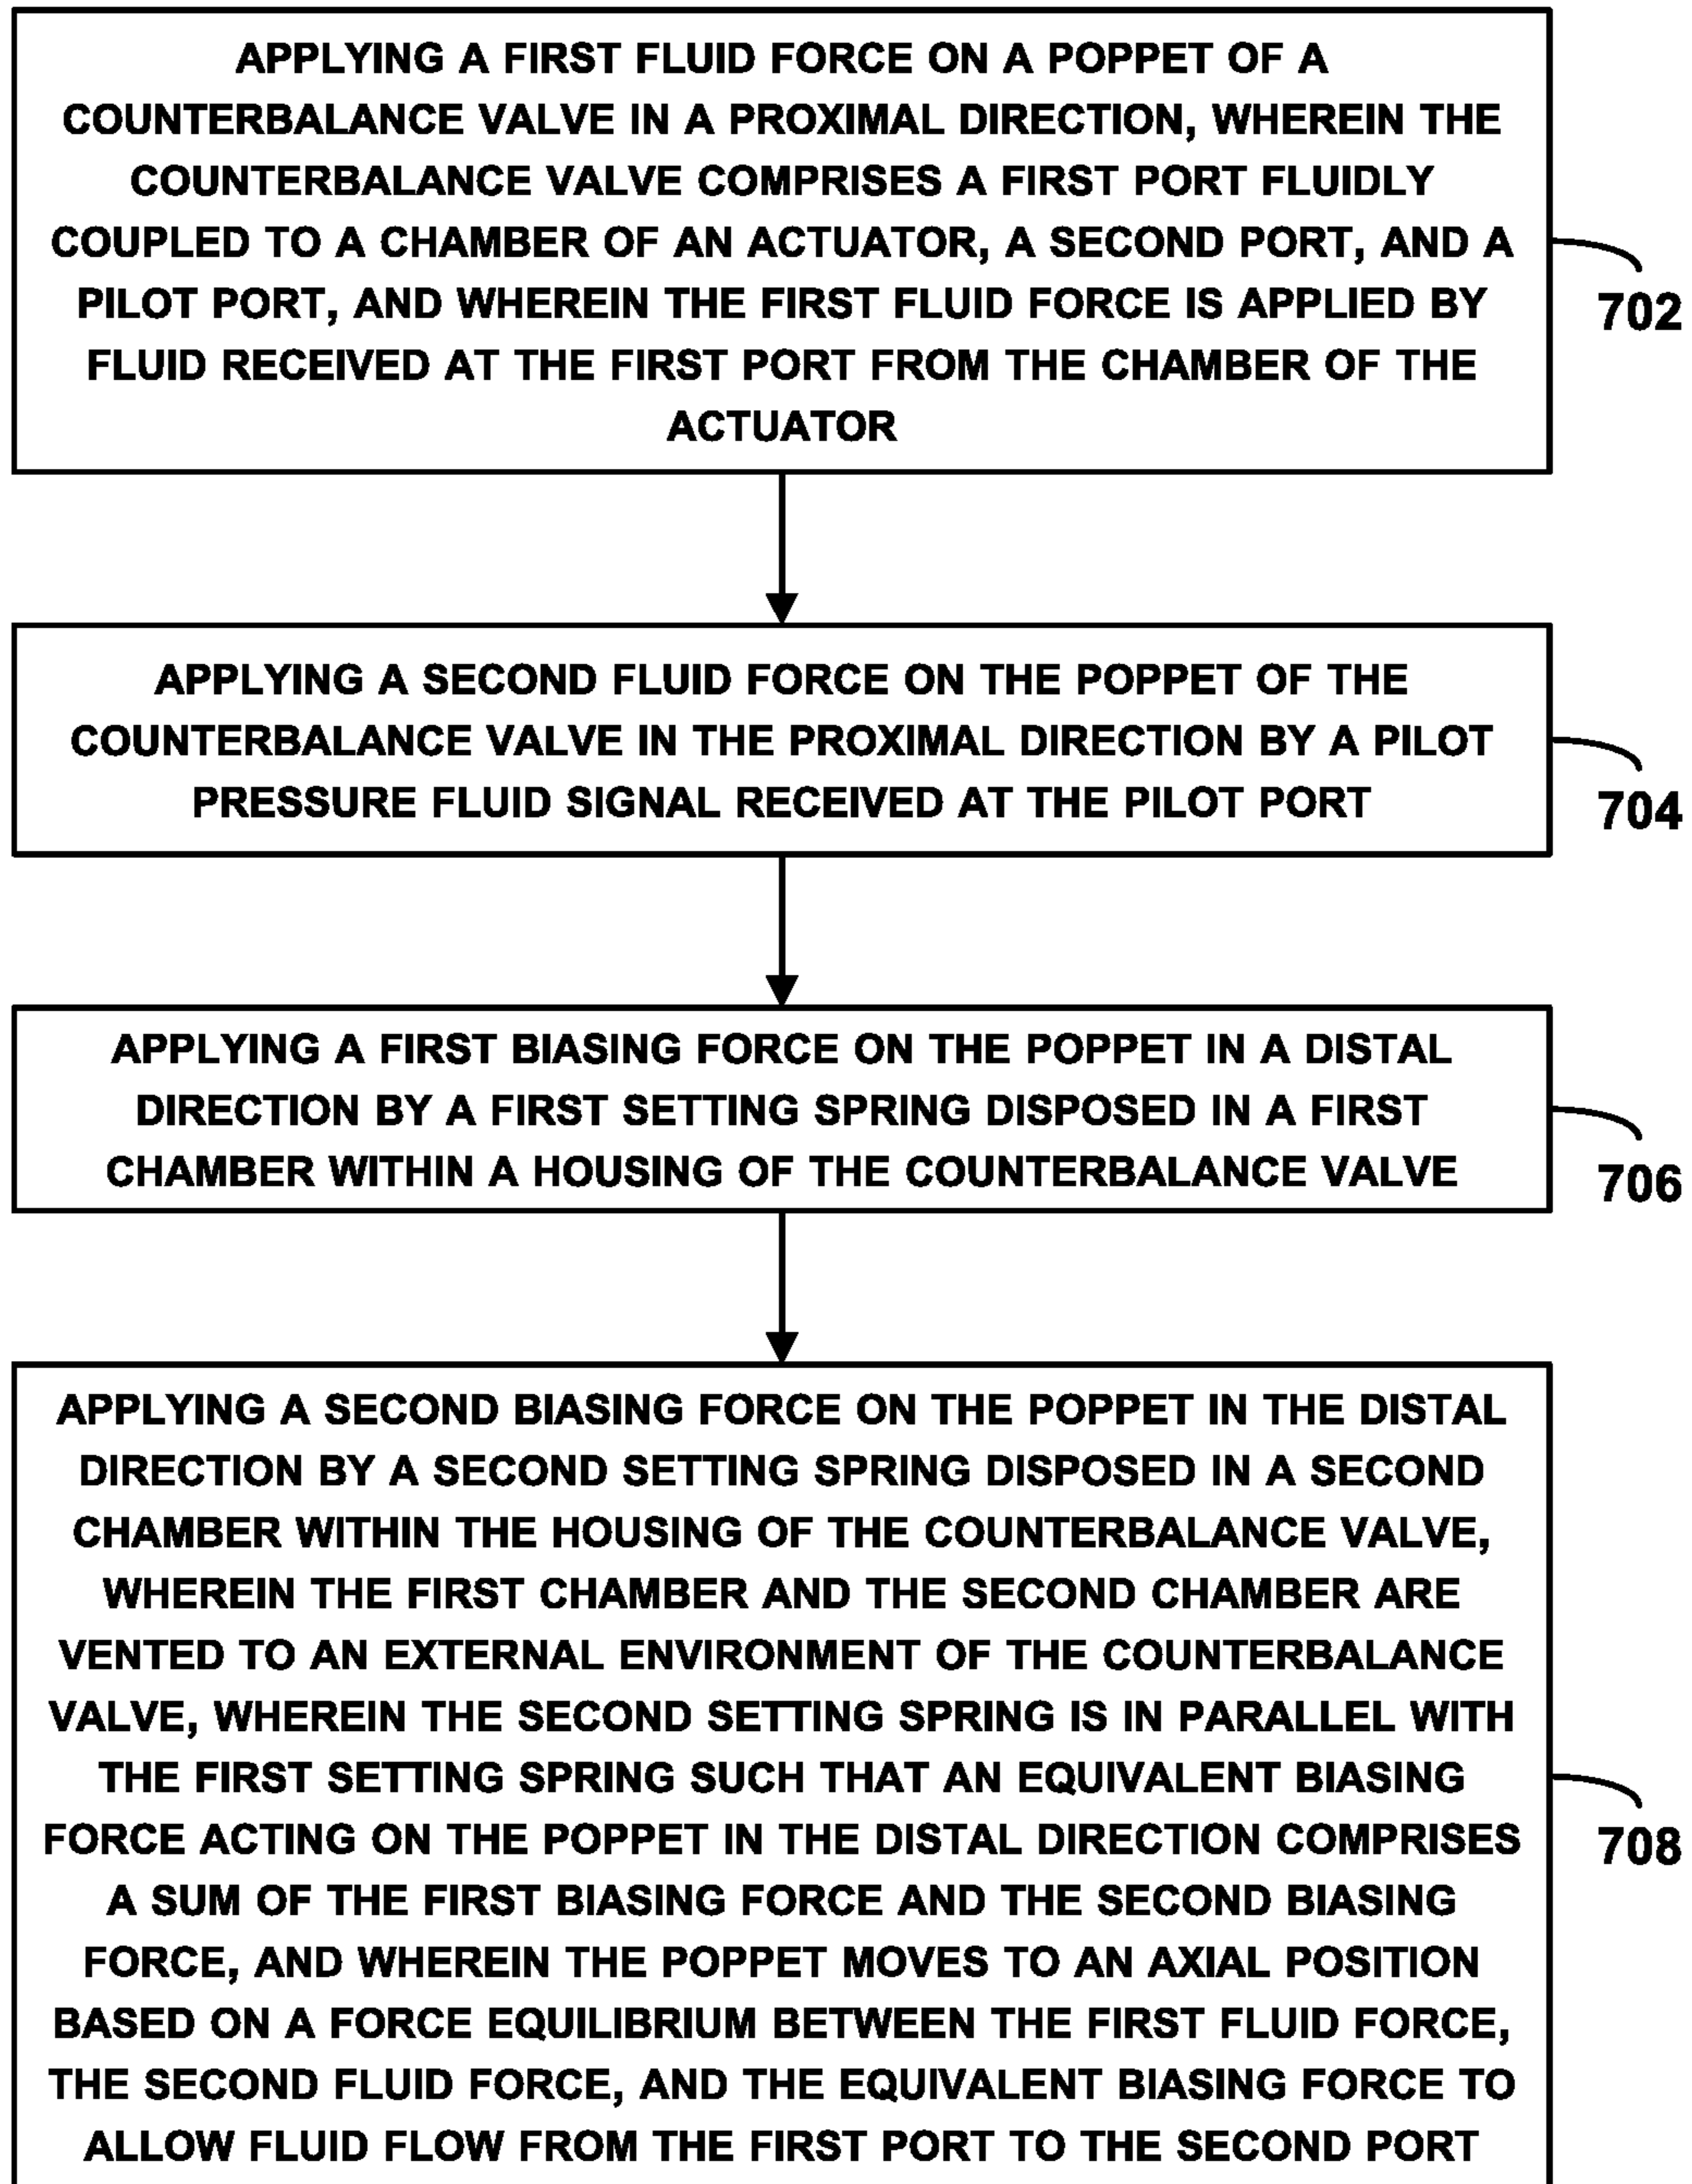 APPLYING A FIRST FLUID FORCE ON A POPPET OF A
COUNTERBALANCE VALVE IN A PROXIMAL DIRECTION, WHEREIN THE
COUNTERBALANCE VALVE COMPRISES A FIRST PORT FLUIDLY
COUPLED TO A CHAMBER OF AN ACTUATOR, A SECOND PORT, AND A
PILOT PORT, AND WHEREIN THE FIRST FLUID FORCE IS APPLIED BY
FLUID RECEIVED AT THE FIRST PORT FROM THE CHAMBER OF THE
ACTUATOR
702
APPLYING A SECOND FLUID FORCE ON THE POPPET OF THE
COUNTERBALANCE VALVE IN THE PROXIMAL DIRECTION BY A PILOT
PRESSURE FLUID SIGNAL RECEIVED AT THE PILOT PORT
704
APPLYING A FIRST BIASING FORCE ON THE POPPET IN A DISTAL
DIRECTION BY A FIRST SETTING SPRING DISPOSED IN A FIRST
CHAMBER WITHIN A HOUSING OF THE COUNTERBALANCE VALVE
706
APPLYING A SECOND BIASING FORCE ON THE POPPET IN THE DISTAL
DIRECTION BY A SECOND SETTING SPRING DISPOSED IN A SECOND
CHAMBER WITHIN THE HOUSING OF THE COUNTERBALANCE VALVE,
WHEREIN THE FIRST CHAMBER AND THE SECOND CHAMBER ARE
VENTED TO AN EXTERNAL ENVIRONMENT OF THE COUNTERBALANCE
VALVE, WHEREIN THE SECOND SETTING SPRING IS IN PARALLEL WITH
THE FIRST SETTING SPRING SUCH THAT AN EQUIVALENT BIASING
FORCE ACTING ON THE POPPET IN THE DISTAL DIRECTION COMPRISES
A SUM OF THE FIRST BIASING FORCE AND THE SECOND BIASING
FORCE, AND WHEREIN THE POPPET MOVES TO AN AXIAL POSITION
BASED ON A FORCE EQUILIBRIUM BETWEEN THE FIRST FLUID FORCE,
THE SECOND FLUID FORCE, AND THE EQUIVALENT BIASING FORCE TO
ALLOW FLUID FLOW FROM THE FIRST PORT TO THE SECOND PORT
708